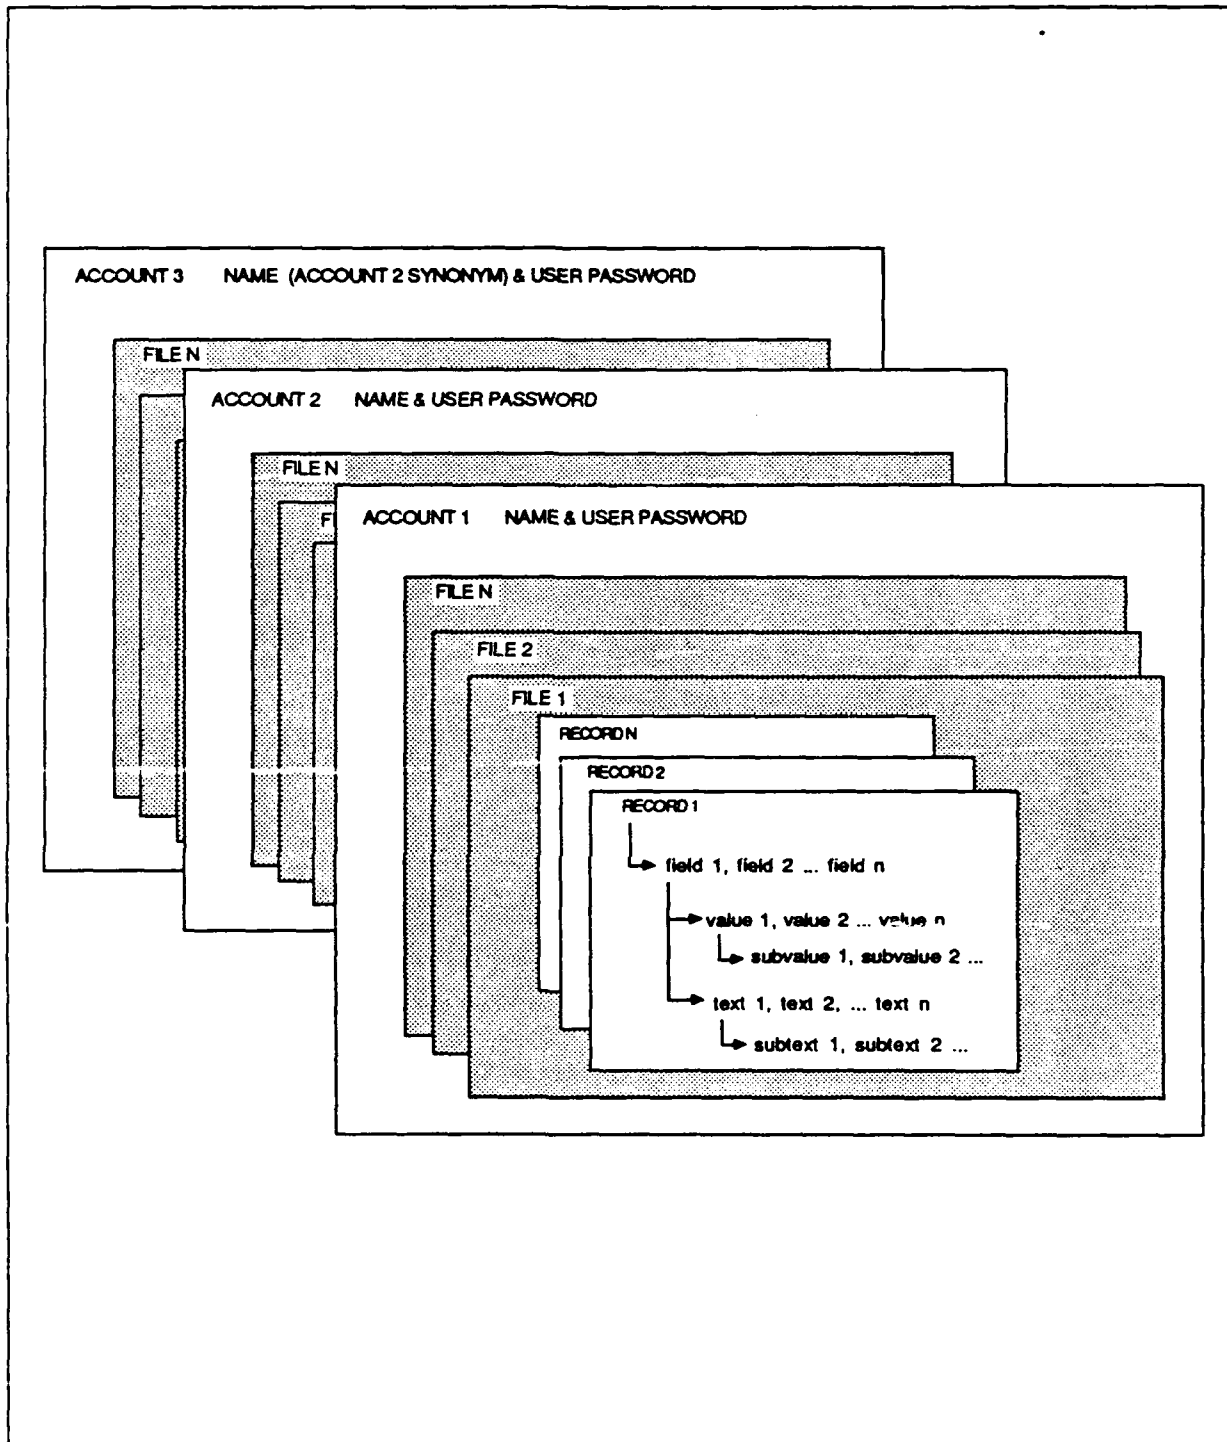 ACCOUNT 3 NAME (ACCOUNT 2 SYNONYM) & USER PASSWORD
FILE N
ACCOUNT 2 NAME & USER PASSWORD
FILE N
FI
ACCOUNT 1 NAME & USER PASSWORD
FILE N
FILE 2
FILE 1
RECORD N
RECORD 2
RECORD 1
field 1, field 2 ... field n
value 1, value 2 ... value n
subvalue 1, subvalue 2 ...
text 1, text 2, ... text n
subtext 1, subtext 2 ...